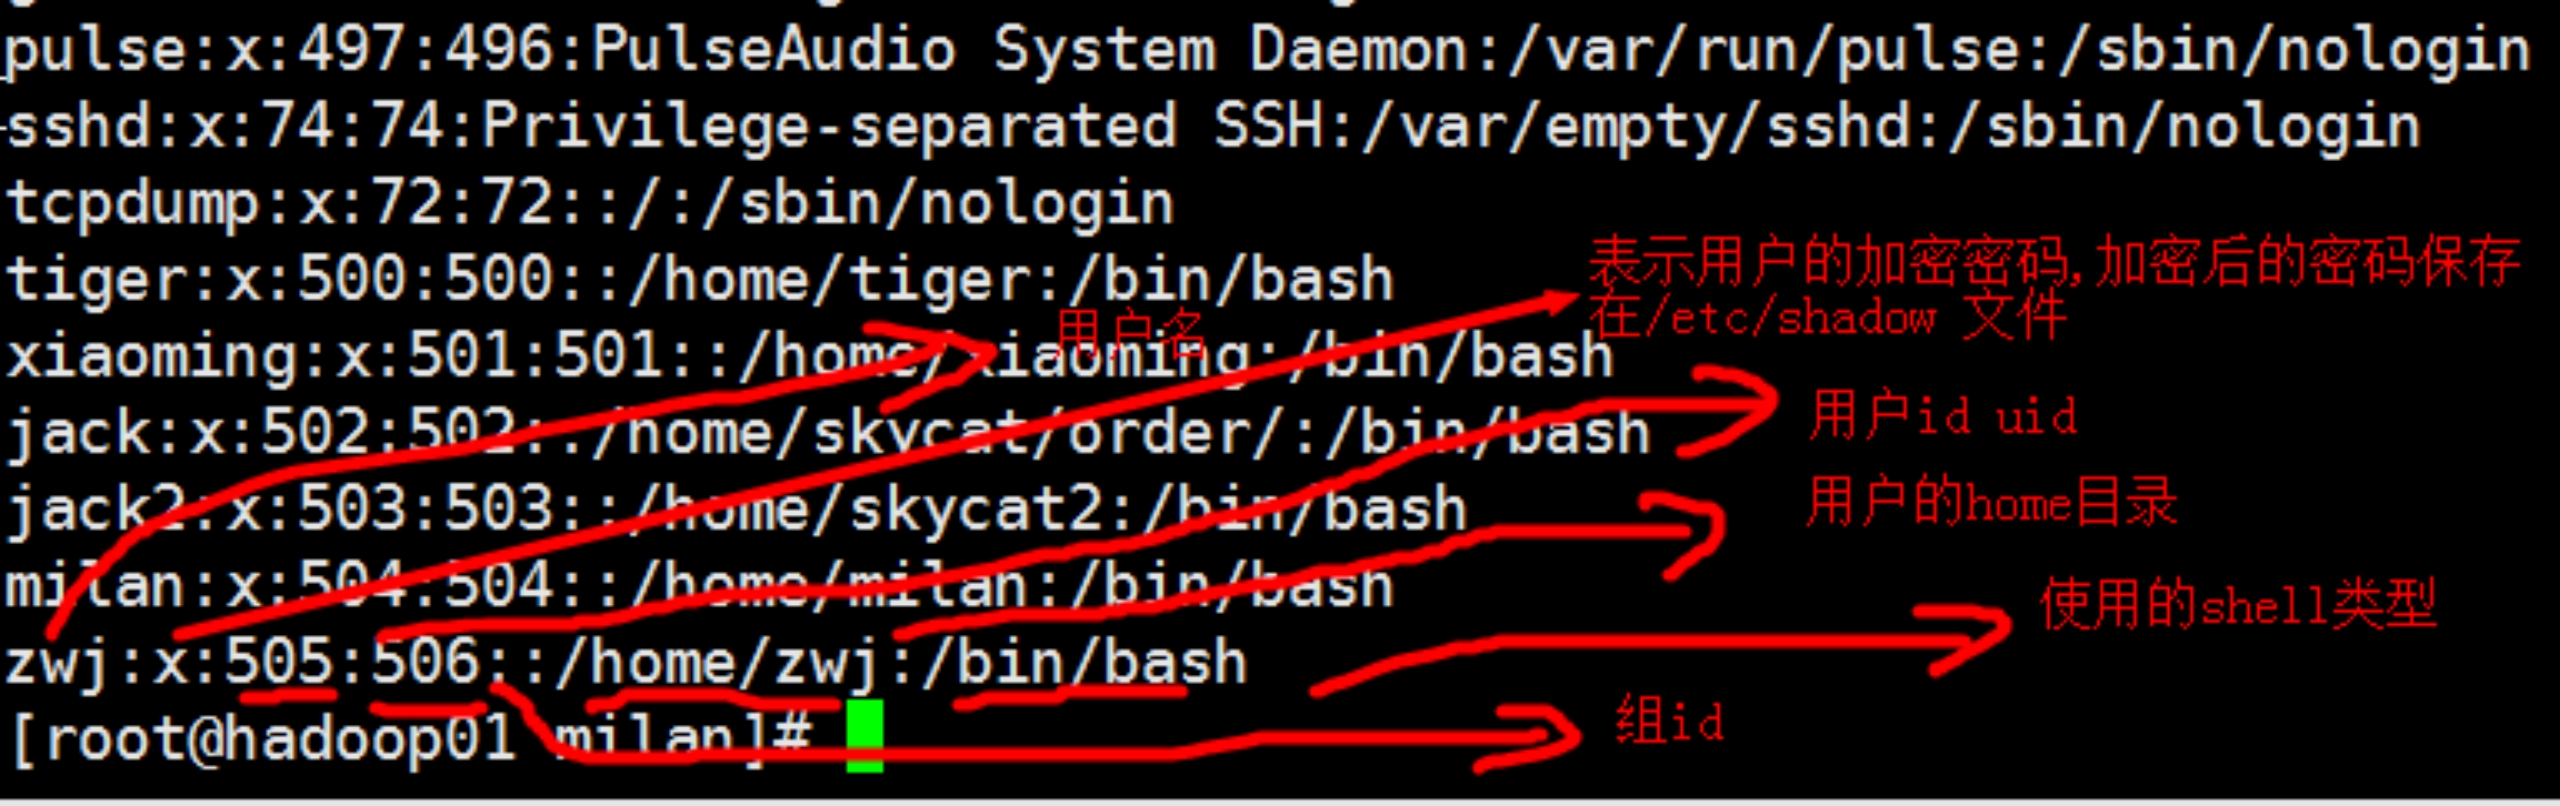 pulse:x:497:496:PulseAudio System Daemon:/var/run/pulse:/sbin/nologin
sshd:x:74:74:Privilege-separated SSH:/var/empty/sshd:/sbin/nologin
tcpdump:x:72:72::/:/sbin/nologin
tiger:x:500:500::/home/tiger:/bin/bash
表示用户的加密密码,加密后的密码保存
在/etc/shadow 文件
用户名
xiaoming:x:501:501::/home/xiaoming:/bin/bash
jack:x:502:502::/home/skycat/order/:/bin/bash
用户id uid
jack2:x:503:503::/home/skycat2:/bin/bash
用户的home目录
milan:x:504:504::/home/milan:/bin/bash
使用的shell类型
zwj:x:505:506::/home/zwj:/bin/bash
[root@hadoop01 milan]#
组id